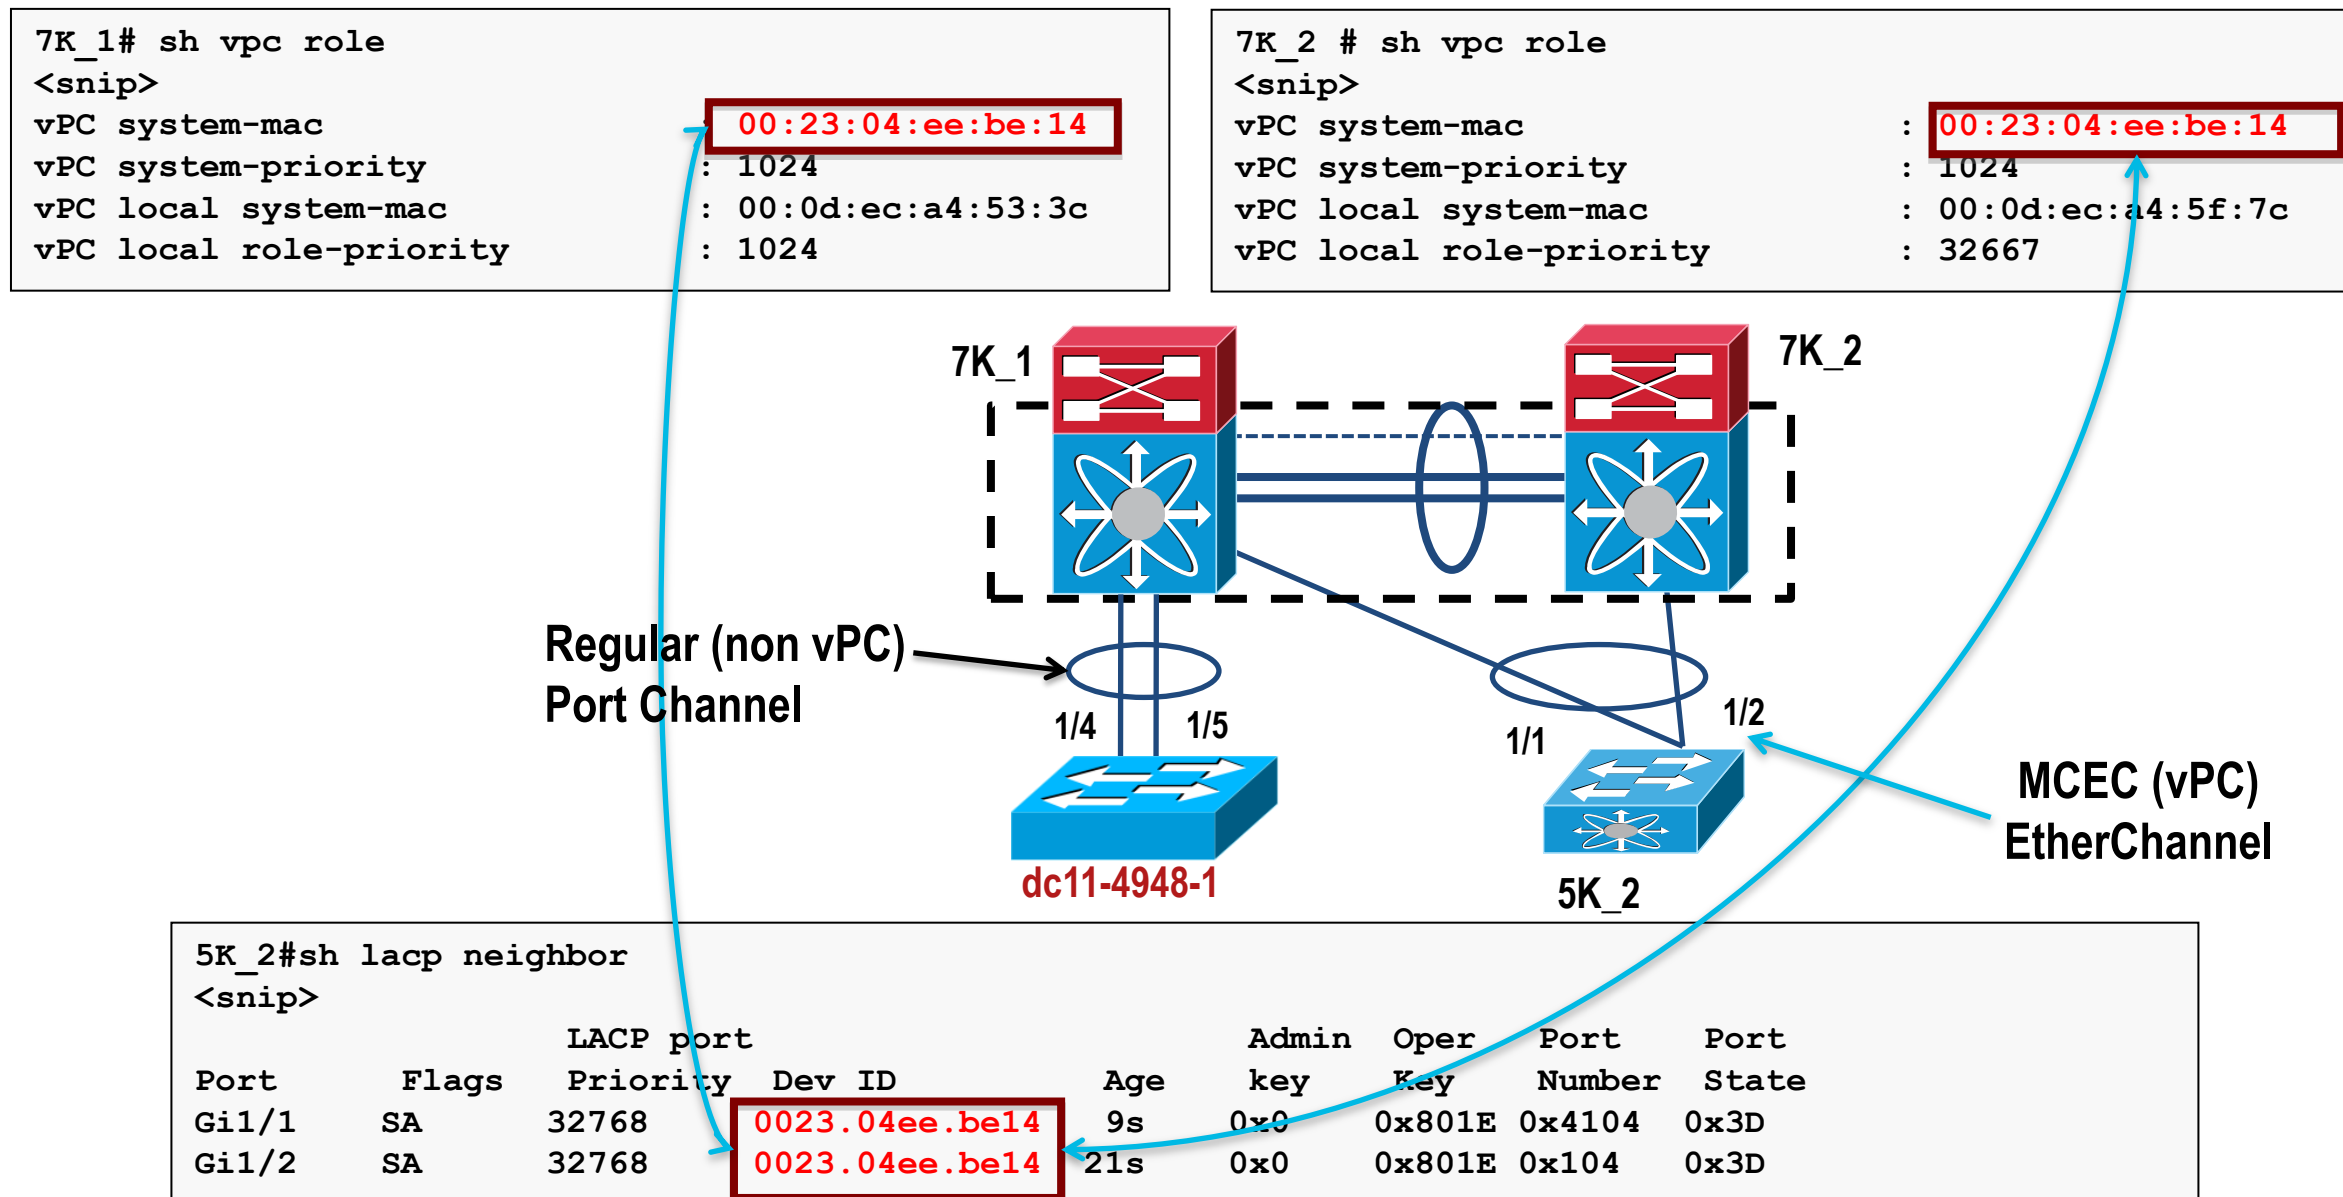 7K_1# sh vpc role
<snip>
vPC system-mac : 00:23:04:ee:be:14
vPC system-priority : 1024
vPC local system-mac : 00:0d:ec:a4:53:3c
vPC local role-priority : 1024
7K_2 # sh vpc role
<snip>
vPC system-mac : 00:23:04:ee:be:14
vPC system-priority : 1024
vPC local system-mac : 00:0d:ec:a4:5f:7c
vPC local role-priority : 32667
7K_1
7K_2
Regular (non vPC)
Port Channel
1/4
1/5
1/1
1/2
MCEC (vPC)
EtherChannel
dc11-4948-1
5K_2
5K_2#sh lacp neighbor
<snip>
LACP port Admin Oper Port Port
Port Flags Priority Dev ID Age key Key Number State
Gi1/1 SA 32768 0023.04ee.be14 9s 0x0 0x801E 0x4104 0x3D
Gi1/2 SA 32768 0023.04ee.be14 21s 0x0 0x801E 0x104 0x3D